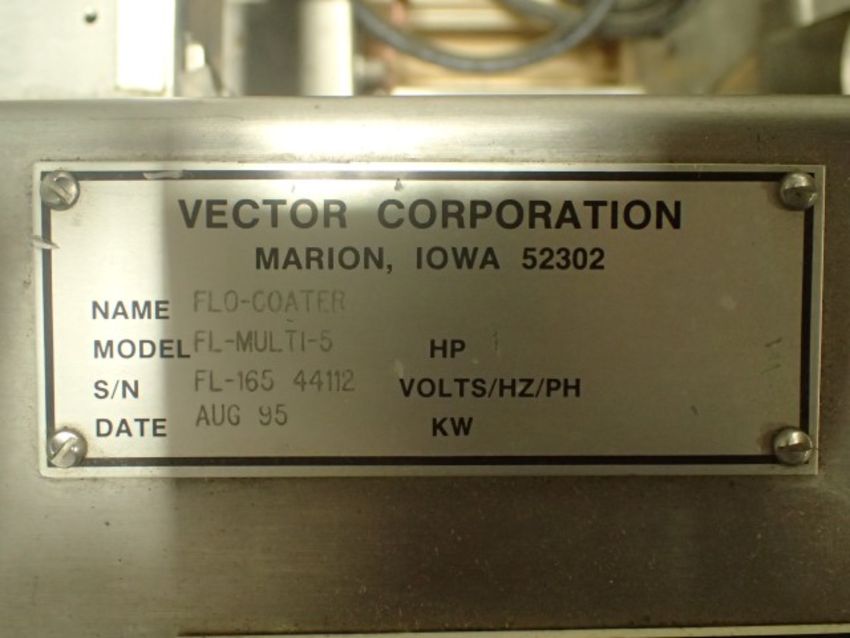 VECTOR CORPORATION
MARION, IOWA 52302
NAME FLO-COATER
MODEL FL-MULTI-5 HP
S/N FL-165 44112 VOLTS/HZ/PH
DATE AUG 95 KW